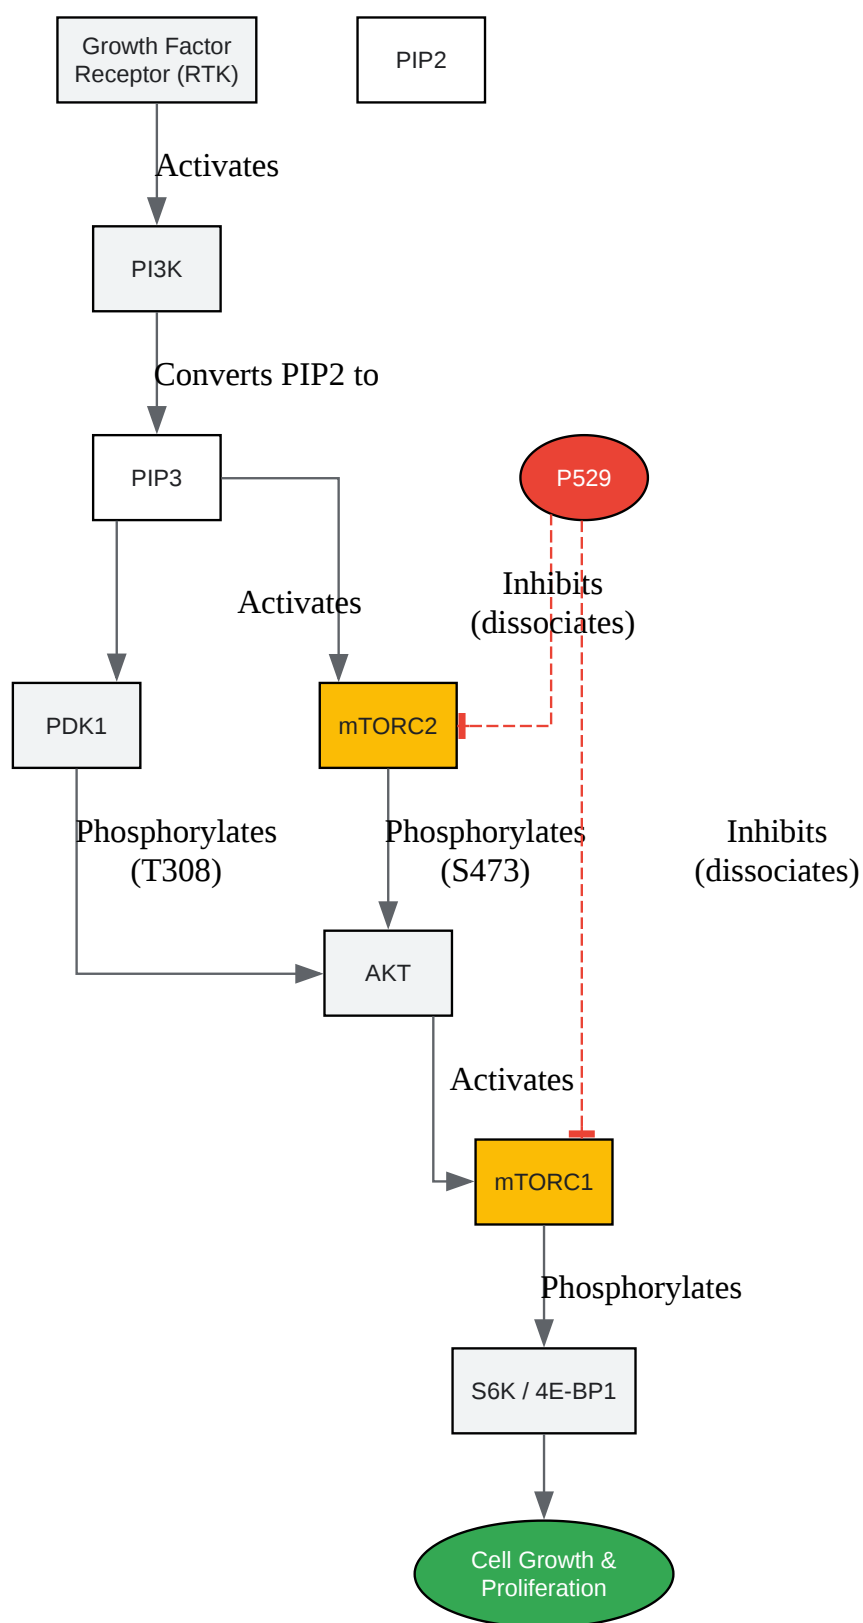 Growth Factor
Receptor (RTK)
PIP2
Activates
PI3K
Converts PIP2 to
PIP3
P529
Activates
Inhibits
(dissociates)
PDK1
mTORC2
Phosphorylates
(T308)
Phosphorylates
(S473)
Inhibits
(dissociates)
AKT
Activates
mTORC1
Phosphorylates
S6K / 4E-BP1
Cell Growth &
Proliferation